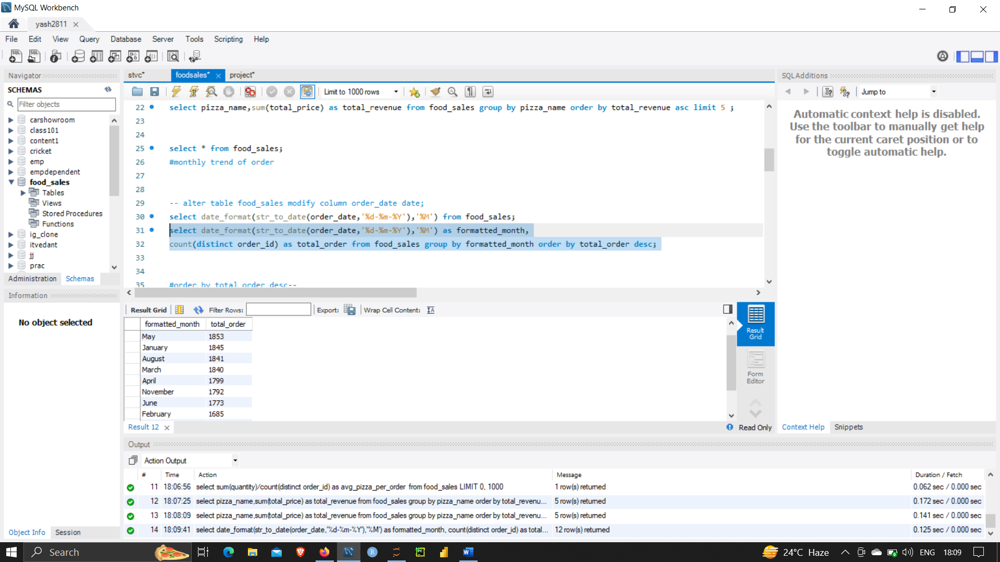 MySQL Workbench
yash2811
File Edit View Query Database Server Tools Scripting Help
Navigator
SCHEMAS
Filter objects
carshowroom
class101
content1
cricket
emp
empdependent
food_sales
Tables
Views
Stored Procedures
Functions
ig_clone
itvedant
jj
prac
Administration Schemas
Information
No object selected
Object Info Session
stvc* foodsales* project*
Limit to 1000 rows
22 select pizza_name,sum(total_price) as total_revenue from food_sales group by pizza_name order by total_revenue asc limit 5 ;
23
24
25 select * from food_sales;
26 #monthly trend of order
27
28
29 -- alter table food_sales modify column order_date date;
30 select date_format(str_to_date(order_date,'%d-%m-%Y'),'%M') from food_sales;
31 select date_format(str_to_date(order_date,'%d-%m-%Y'),'%M') as formatted_month,
32 count(distinct order_id) as total_order from food_sales group by formatted_month order by total_order desc;
33
34
35 #order by total order desc--
Result Grid Filter Rows: Export: Wrap Cell Content:
formatted_month total_order
May 1853
January 1845
August 1841
March 1840
April 1799
November 1792
June 1773
February 1685
Result Grid
Form Editor
Result 12
Read Only
SQLAdditions
Jump to
Automatic context help is disabled.
Use the toolbar to manually get help
for the current caret position or to
toggle automatic help.
Context Help Snippets
Output
Action Output
# Time Action Message Duration / Fetch
11 18:06:56 select sum(quantity)/count(distinct order_id) as avg_pizza_per_order from food_sales LIMIT 0, 1000 1 row(s) returned 0.062 sec / 0.000 sec
12 18:07:25 select pizza_name,sum(total_price) as total_revenue from food_sales group by pizza_name order by total_revenu... 5 row(s) returned 0.172 sec / 0.000 sec
13 18:08:09 select pizza_name,sum(total_price) as total_revenue from food_sales group by pizza_name order by total_revenu... 5 row(s) returned 0.141 sec / 0.000 sec
14 18:09:41 select date_format(str_to_date(order_date,'%d-%m-%Y'),'%M') as formatted_month, count(distinct order_id) as total... 12 row(s) returned 0.125 sec / 0.000 sec
Search
24°C Haze ENG 18:09